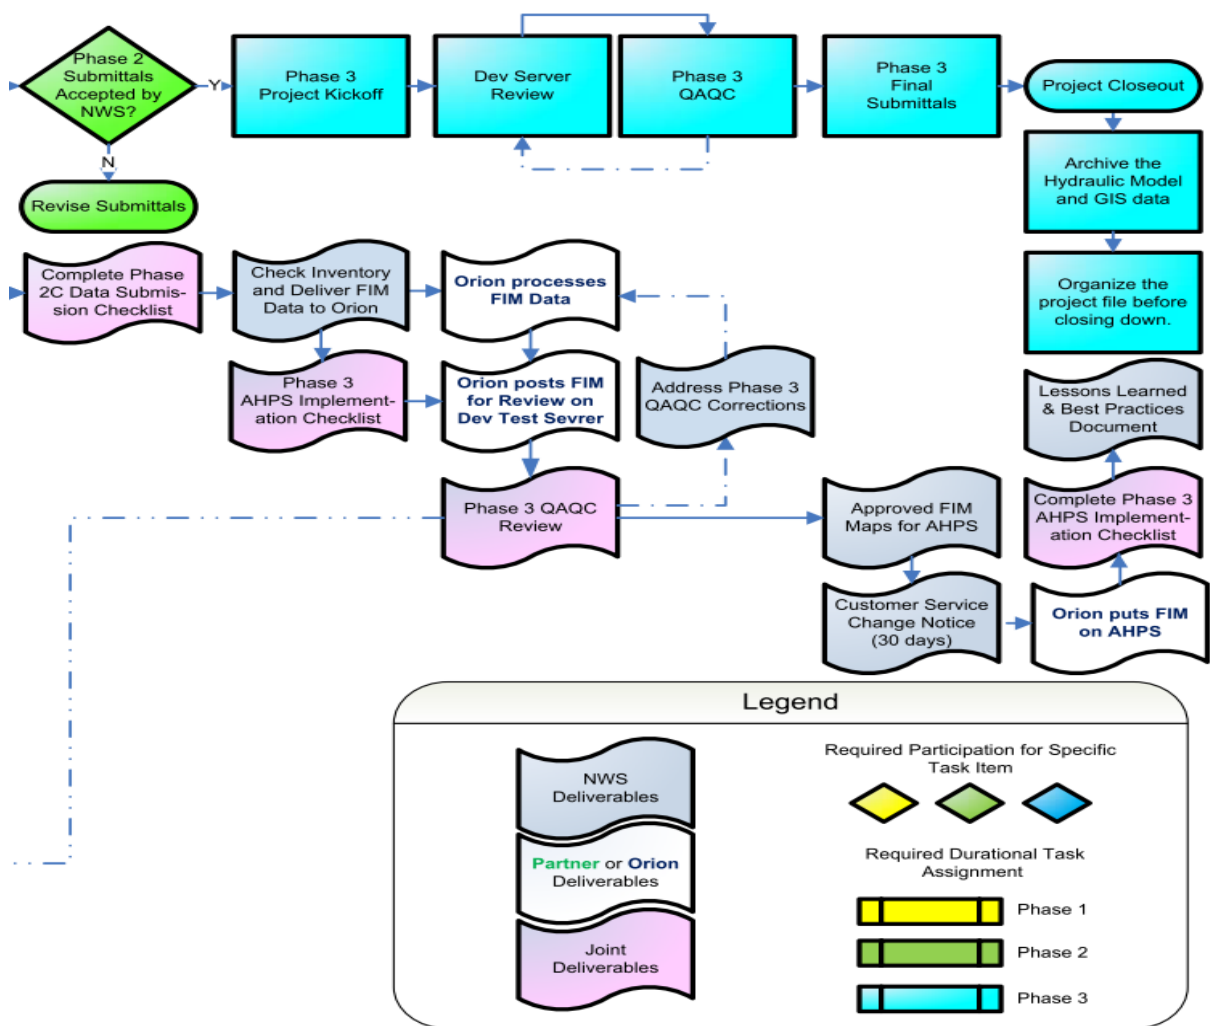 Phase 2
Submittals
Accepted by
NWS?
Y
N
Revise Submittals
Phase 3
Project Kickoff
Dev Server
Review
Phase 3
QAQC
Phase 3
Final
Submittals
Project Closeout
Archive the
Hydraulic Model
and GIS data
Organize the
project file before
closing down.
Complete Phase
2C Data Submis-
sion Checklist
Check Inventory
and Deliver FIM
Data to Orion
Orion processes
FIM Data
Phase 3
AHPS Implement-
ation Checklist
Orion posts FIM
for Review on
Dev Test Sevrer
Address Phase 3
QAQC Corrections
Lessons Learned
& Best Practices
Document
Phase 3 QAQC
Review
Approved FIM
Maps for AHPS
Complete Phase 3
AHPS Implement-
ation Checklist
Customer Service
Change Notice
(30 days)
Orion puts FIM
on AHPS
Legend
NWS
Deliverables
Partner or Orion
Deliverables
Joint
Deliverables
Required Participation for Specific
Task Item
Required Durational Task
Assignment
Phase 1
Phase 2
Phase 3